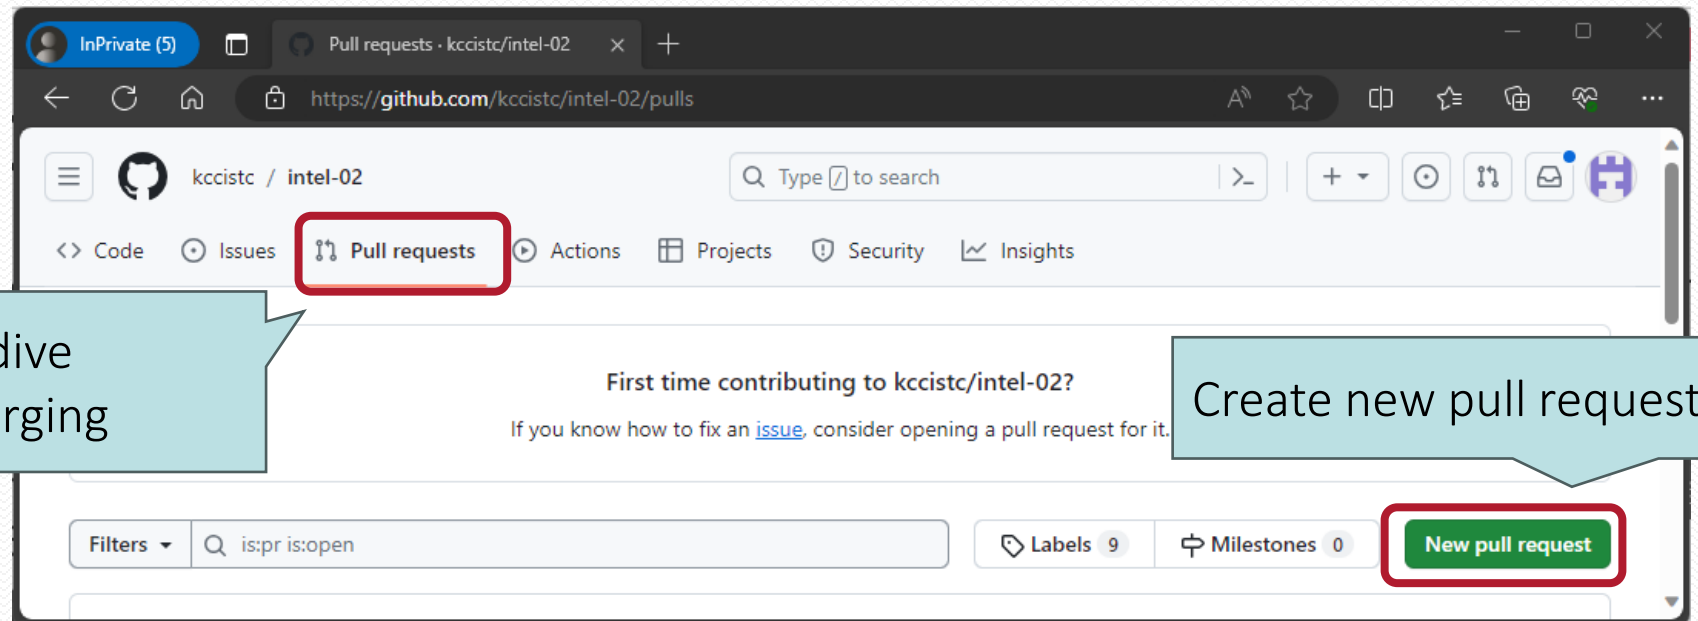 InPrivate (5)
Pull requests · kccistc/intel-02
https://github.com/kccistc/intel-02/pulls
kccistc / intel-02
Type / to search
Code
Issues
Pull requests
Actions
Projects
Security
Insights
dive
rging
First time contributing to kccistc/intel-02?
If you know how to fix an issue, consider opening a pull request for it.
Create new pull request
Filters
is:pr is:open
Labels 9
Milestones 0
New pull request